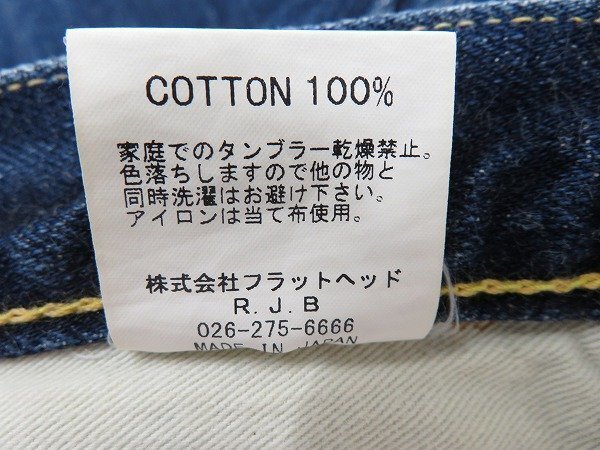 COTTON 100%
家庭でのタンブラー乾燥禁止。
色落ちしますので他の物と
同時洗濯はお避け下さい。
アイロンは当て布使用。
株式会社フラットヘッド
R.J.B
026-275-6666
MADE IN JAPAN